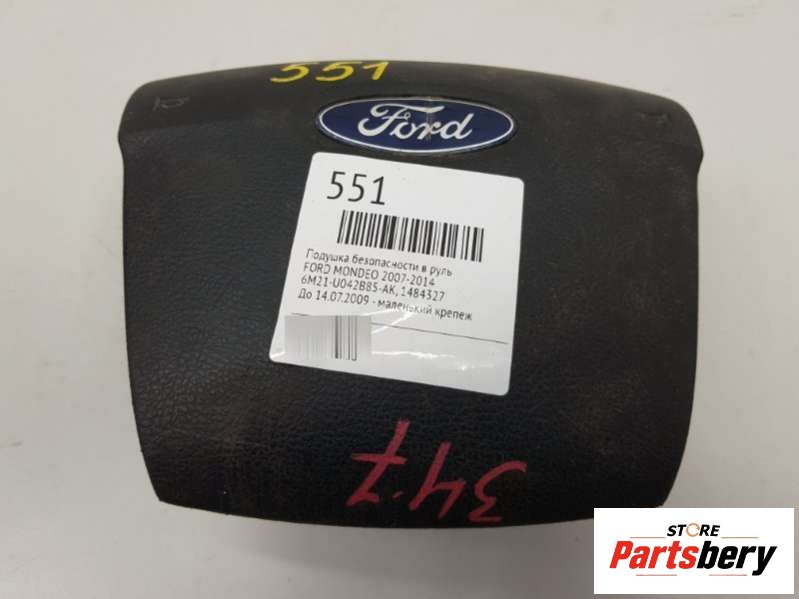 551
Ford
551
Подушка безопасности в руль
FORD MONDEO 2007-2014
6M21-U042B85-AK, 1484327
До 14.07.2009 - маленький крепеж
347
STORE
Partsbery